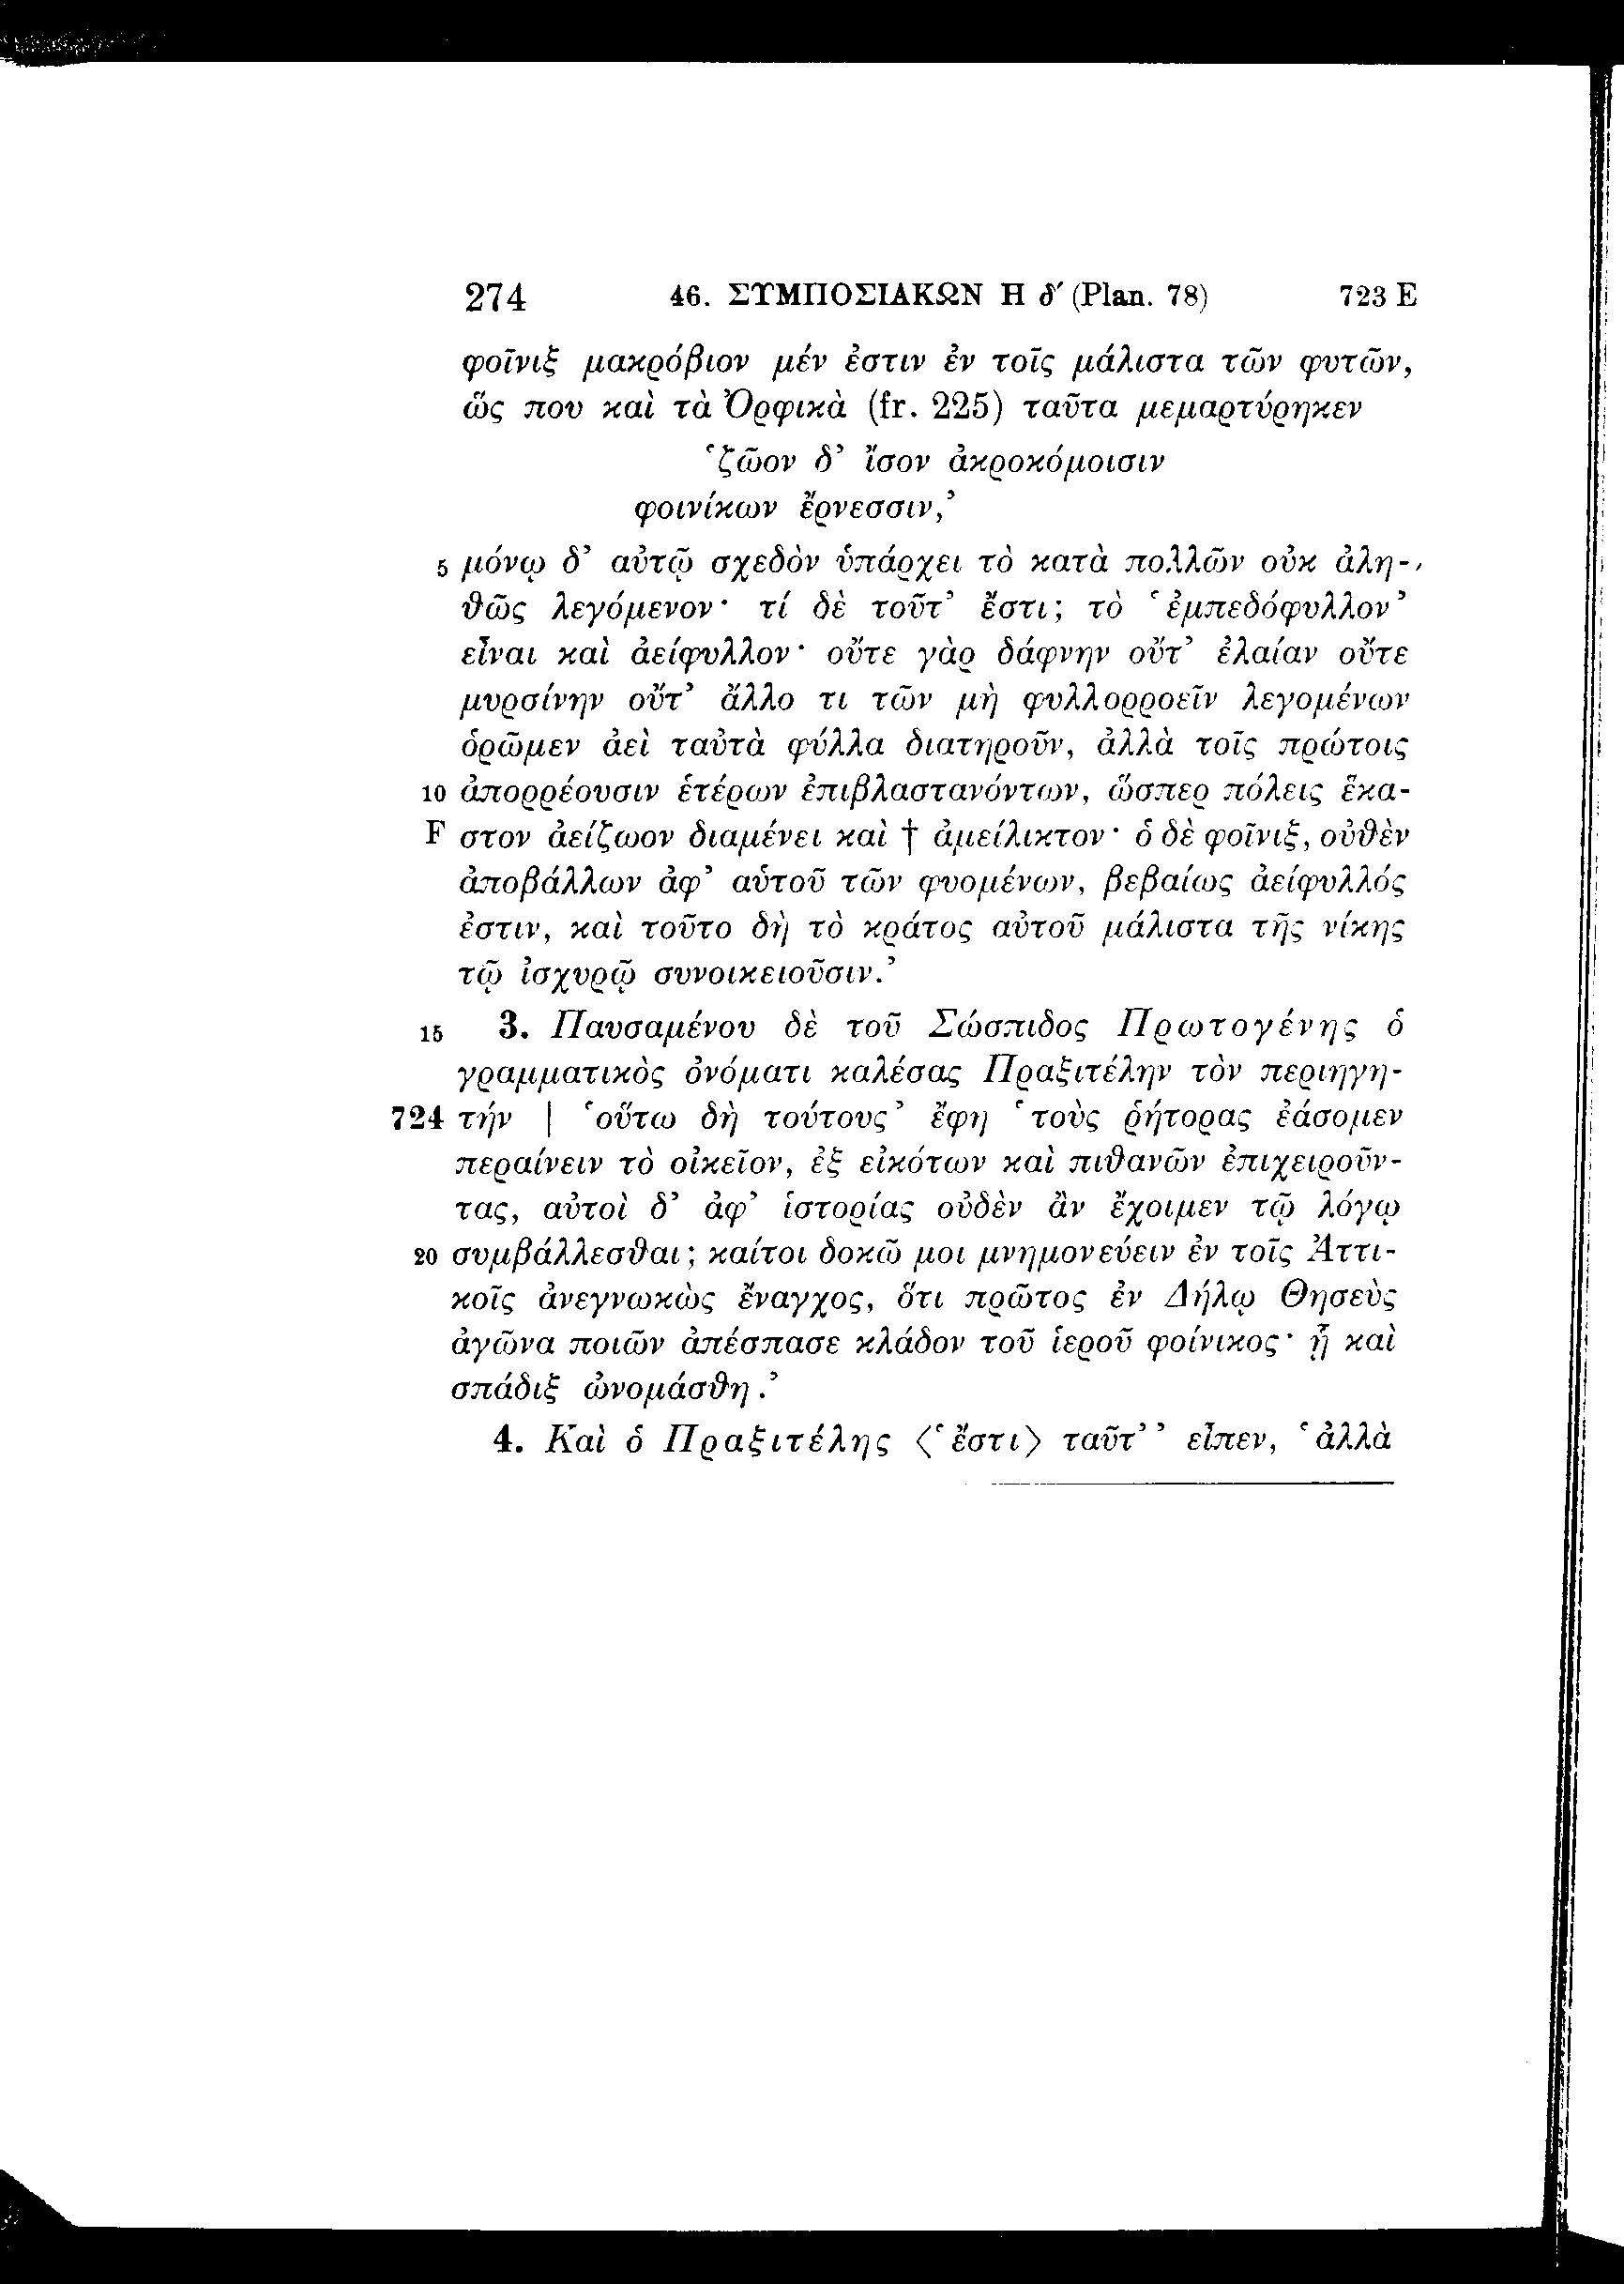 274 46. ΣΥΜΠΟΣΙΑΚΩΝ Η δ′ (Plan. 78) 723 E
φοῖνιξ μακρόβιον μέν ἐστιν ἐν τοῖς μάλιστα τῶν φυτῶν,
ὥς που καὶ τὰ Ὀρφικὰ (fr. 225) ταῦτα μεμαρτύρηκεν
‘ζῶον δ’ ἴσον ἀκροκόμοισιν
φοινίκων ἔρνεσσιν,’
5 μόνῳ δ’ αὐτῷ σχεδὸν ὑπάρχει τὸ κατὰ πολλῶν οὐκ ἀλη-
θῶς λεγόμενον· τί δὲ τοῦτ’ ἔστι; τὸ ‘ἐμπεδόφυλλον’
εἶναι καὶ ἀείφυλλον· οὔτε γὰρ δάφνην οὔτ’ ἐλαίαν οὔτε
μυρσίνην οὔτ’ ἄλλο τι τῶν μὴ φυλλορροεῖν λεγομένων
ὁρῶμεν ἀεὶ ταὐτὰ φύλλα διατηροῦν, ἀλλὰ τοῖς πρώτοις
10 ἀπορρέουσιν ἑτέρων ἐπιβλαστανόντων, ὥσπερ πόλεις ἕκα-
F στον ἀείζωον διαμένει καὶ † ἀμείλικτον· ὁ δὲ φοῖνιξ, οὐθὲν
ἀποβάλλων ἀφ’ αὑτοῦ τῶν φυομένων, βεβαίως ἀείφυλλός
ἐστιν, καὶ τοῦτο δὴ τὸ κράτος αὐτοῦ μάλιστα τῆς νίκης
τῷ ἰσχυρῷ συνοικειοῦσιν.’
15 3. Παυσαμένου δὲ τοῦ Σώσπιδος Πρωτογένης ὁ
γραμματικὸς ὀνόματι καλέσας Πραξιτέλην τὸν περιηγη-
724 τήν | ‘οὕτω δὴ τούτους’ ἔφη ‘τοὺς ῥήτορας ἐάσομεν
περαίνειν τὸ οἰκεῖον, ἐξ εἰκότων καὶ πιθανῶν ἐπιχειροῦν-
τας, αὐτοὶ δ’ ἀφ’ ἱστορίας οὐδὲν ἂν ἔχοιμεν τῷ λόγῳ
20 συμβάλλεσθαι; καίτοι δοκῶ μοι μνημονεύειν ἐν τοῖς Ἀττι-
κοῖς ἀνεγνωκὼς ἔναγχος, ὅτι πρῶτος ἐν Δήλῳ Θησεὺς
ἀγῶνα ποιῶν ἀπέσπασε κλάδον τοῦ ἱεροῦ φοίνικος· ᾗ καὶ
σπάδιξ ὠνομάσθη.’
4. Καὶ ὁ Πραξιτέλης 〈‘ἔστι〉 ταῦτ’’ εἶπεν, ‘ἀλλὰ